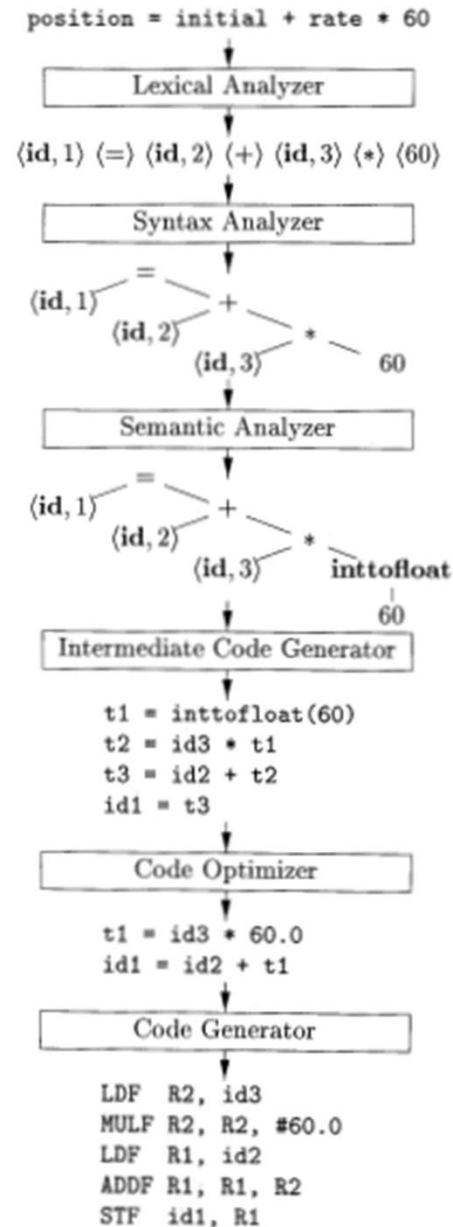 position = initial + rate * 60
Lexical Analyzer
⟨id, 1⟩ ⟨=⟩ ⟨id, 2⟩ ⟨+⟩ ⟨id, 3⟩ ⟨*⟩ ⟨60⟩
Syntax Analyzer
=
⟨id, 1⟩ +
⟨id, 2⟩ *
⟨id, 3⟩ 60
Semantic Analyzer
=
⟨id, 1⟩ +
⟨id, 2⟩ *
⟨id, 3⟩ inttofloat
60
Intermediate Code Generator
t1 = inttofloat(60)
t2 = id3 * t1
t3 = id2 + t2
id1 = t3
Code Optimizer
t1 = id3 * 60.0
id1 = id2 + t1
Code Generator
LDF R2, id3
MULF R2, R2, #60.0
LDF R1, id2
ADDF R1, R1, R2
STF id1, R1